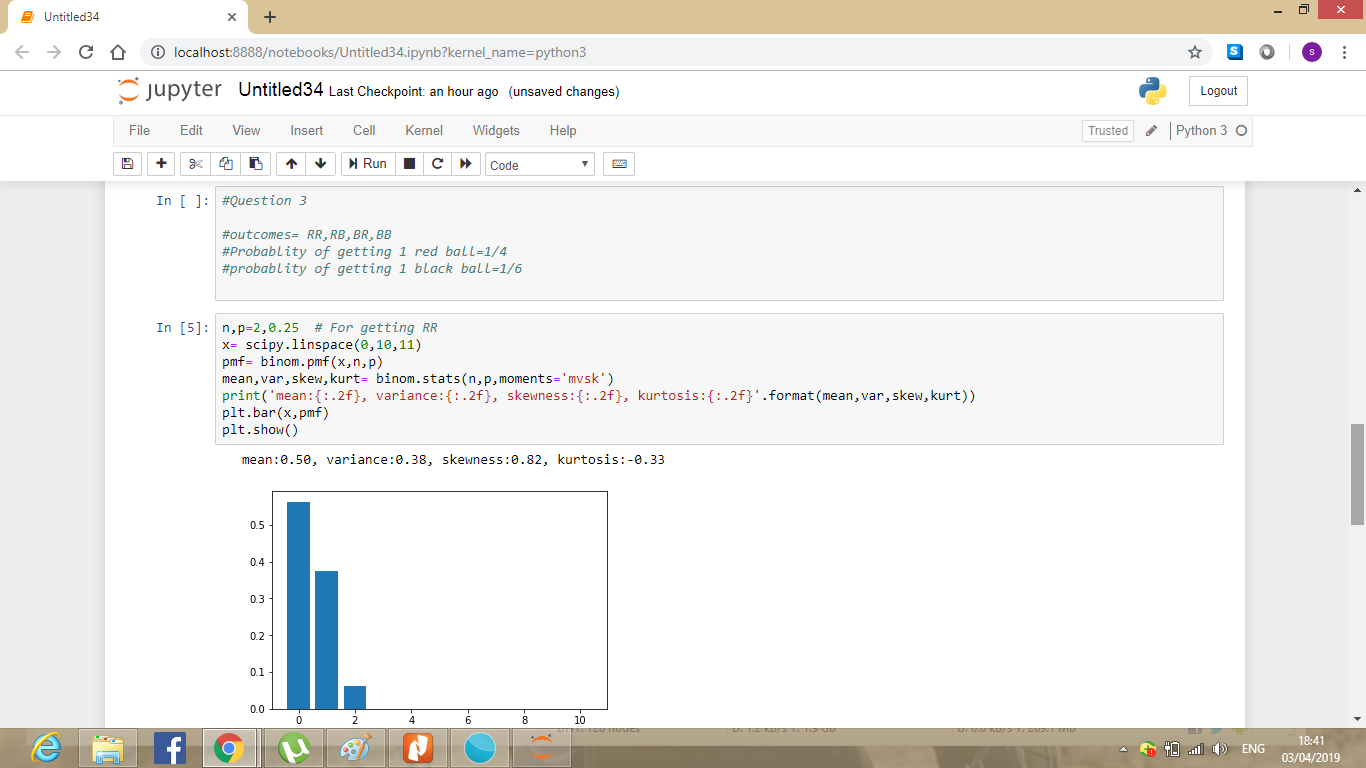 Untitled34
localhost:8888/notebooks/Untitled34.ipynb?kernel_name=python3
S
s
jupyter Untitled34 Last Checkpoint: an hour ago (unsaved changes)
Logout
File Edit View Insert Cell Kernel Widgets Help
Trusted Python 3
Run Code
In [ ]: #Question 3
#outcomes= RR,RB,BR,BB
#Probablity of getting 1 red ball=1/4
#probablity of getting 1 black ball=1/6
In [5]: n,p=2,0.25  # For getting RR
x= scipy.linspace(0,10,11)
pmf= binom.pmf(x,n,p)
mean,var,skew,kurt= binom.stats(n,p,moments='mvsk')
print('mean:{:.2f}, variance:{:.2f}, skewness:{:.2f}, kurtosis:{:.2f}'.format(mean,var,skew,kurt))
plt.bar(x,pmf)
plt.show()
mean:0.50, variance:0.38, skewness:0.82, kurtosis:-0.33
0.5
0.4
0.3
0.2
0.1
0.0
0 2 4 6 8 10
ENG
18:41
03/04/2019